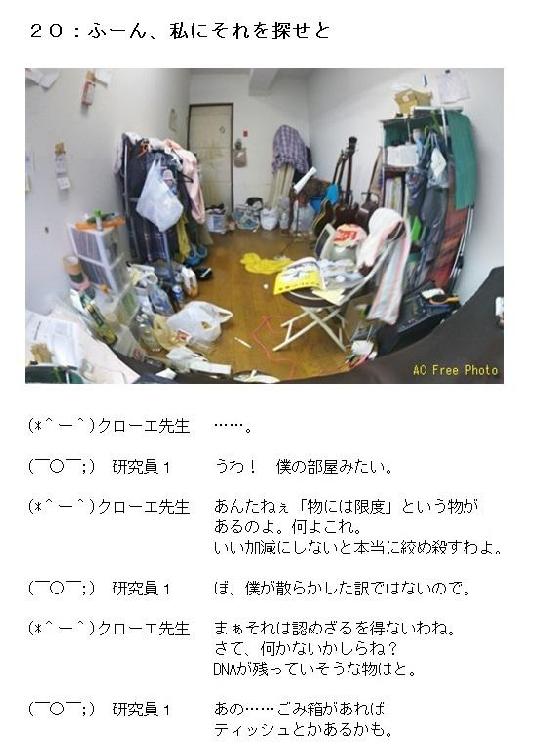 ２０：ふーん、私にそれを探せと
AC Free Photo
(*＾ー＾)クローエ先生　……。
(￣○￣;)　研究員１　うわ！　僕の部屋みたい。
(*＾ー＾)クローエ先生　あんたねぇ「物には限度」という物が
あるのよ。何よこれ。
いい加減にしないと本当に絞め殺すわよ。
(￣○￣;)　研究員１　ぼ、僕が散らかした訳ではないので。
(*＾ー＾)クローエ先生　まぁそれは認めざるを得ないわね。
さて、何かないかしらね？
DNAが残っていそうな物はと。
(￣○￣;)　研究員１　あの……ごみ箱があれば
ティッシュとかあるかも。